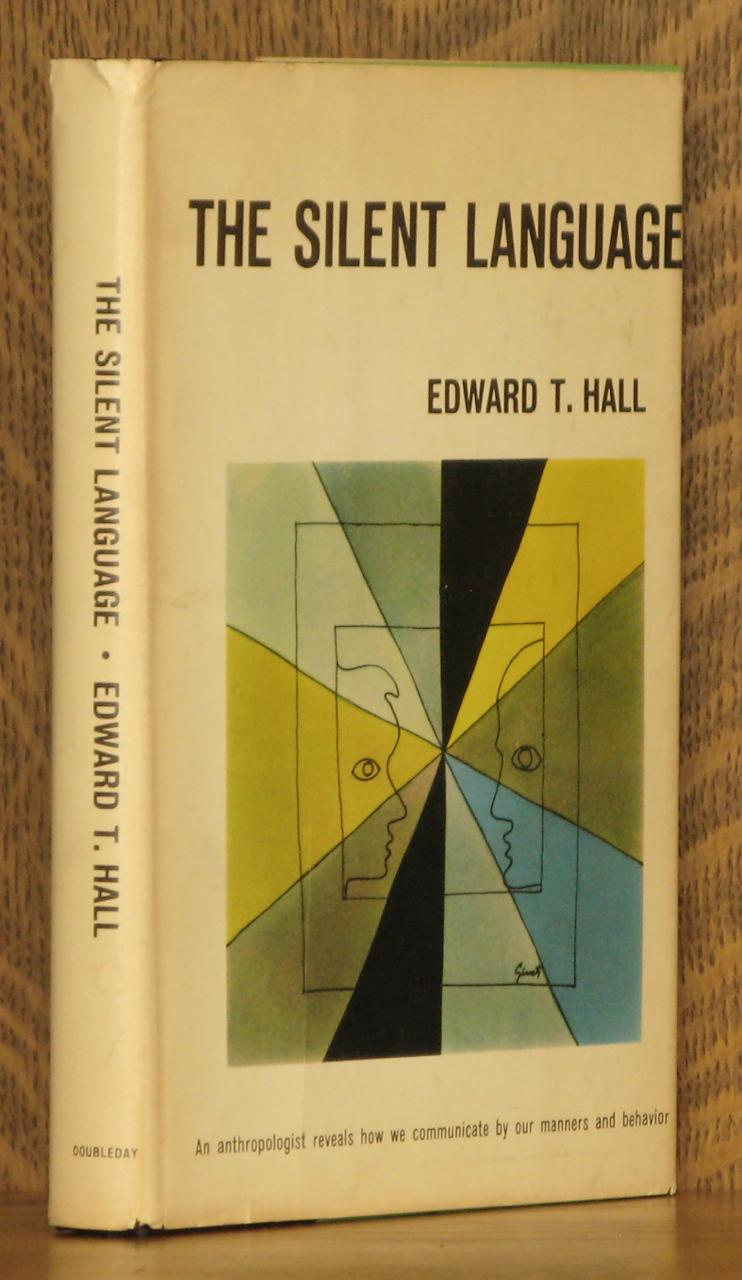 THE SILENT LANGUAGE
EDWARD T. HALL
An anthropologist reveals how we communicate by our manners and behavior
THE SILENT LANGUAGE • EDWARD T. HALL
DOUBLEDAY